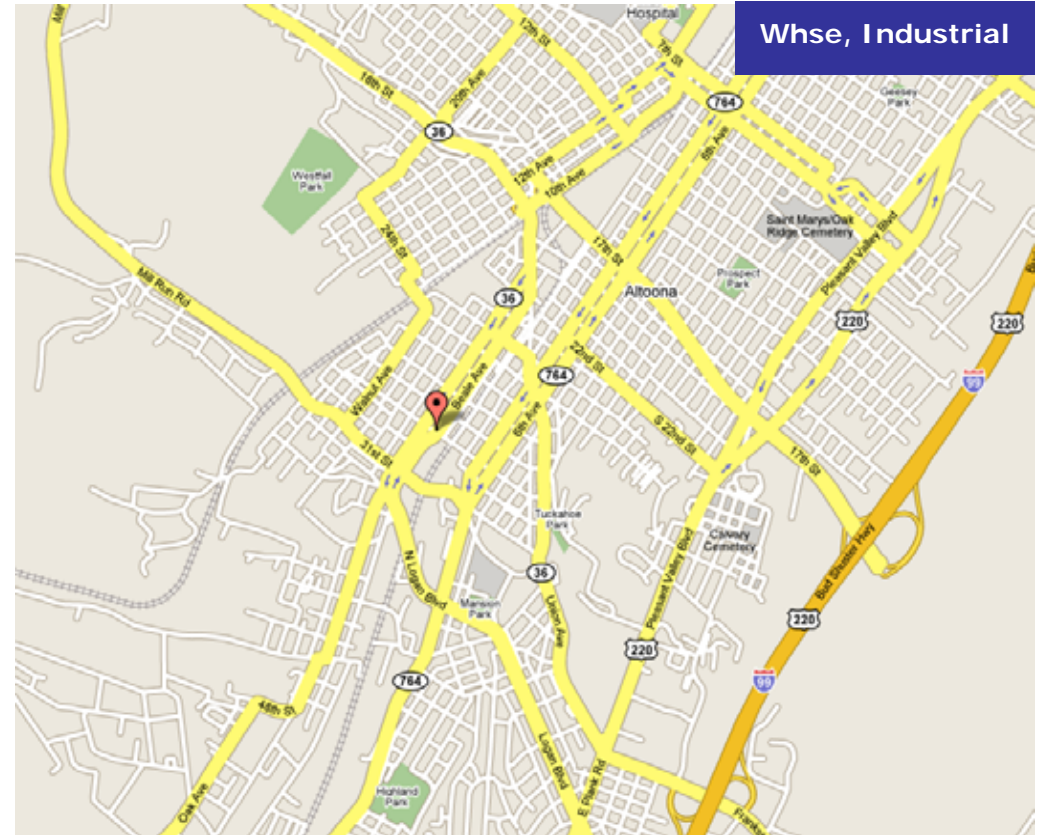 Whse, Industrial
Hospital
12th St
7th St
764
Geesey
Park
18th St
20th Ave
36
8th Ave
Westfall
Park
12th Ave
10th Ave
Saint Marys/Oak
Ridge Cemetery
24th St
17th St
Pleasant Valley Blvd
Prospect
Park
Mill Run Rd
Altoona
36
220
220
99
Walnut Ave
Beale Ave
764
22nd St
6th Ave
S 22nd St
31st St
17th St
Tuckahoe
Park
Calvary
Cemetery
Bud Shuster Hwy
N Logan Blvd
36
Pleasant Valley Blvd
Mansion
Park
Union Ave
220
220
764
99
48th St
Logan Blvd
E Plank Rd
Highland
Park
Oak Ave